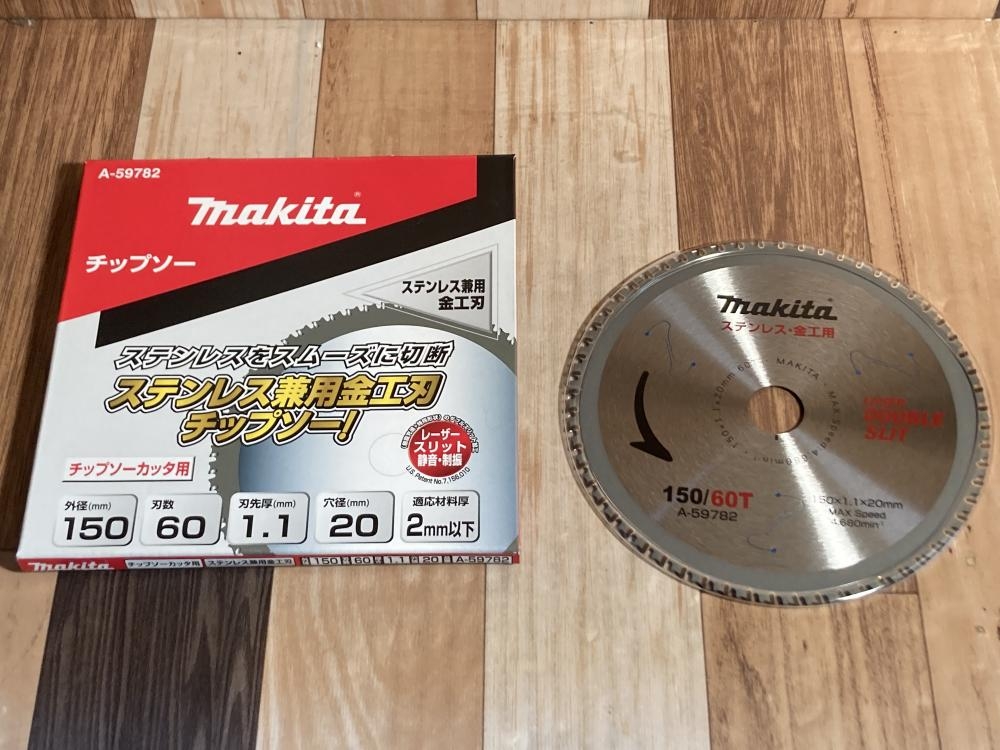 A-59782
makita®
チップソー
ステンレス兼用
金工刃
ステンレスをスムーズに切断
ステンレス兼用金工刃
チップソー!
レーザー
スリット
静音・制振
U.S. Patent No.7,156,010
チップソーカッタ用
外径(mm)
150
刃数
60
刃先厚(mm)
1.1
穴径(mm)
20
適応材料厚
2mm以下
makita
チップソーカッタ用
ステンレス兼用金工刃
150
60
1.1
20
A-59782
makita
ステンレス・金工用
MAKITA
DOUBLE
SLIT
150/60T
A-59782
150×1.1×20mm
MAX Speed
4,680min⁻¹